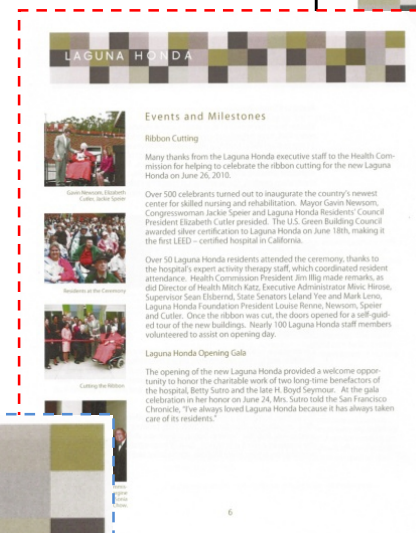 LAGUNA HONDA
Events and Milestones
Ribbon Cutting
Many thanks from the Laguna Honda executive staff to the Health Com-
mission for helping to celebrate the ribbon cutting for the new Laguna
Honda on June 26, 2010.
Over 500 celebrants turned out to inaugurate the country's newest
center for skilled nursing and rehabilitation. Mayor Gavin Newsom,
Congresswoman Jackie Speier and Laguna Honda Residents' Council
President Elizabeth Cutler presided. The U.S. Green Building Council
awarded silver certification to Laguna Honda on June 18th, making it
the first LEED – certified hospital in California.
Over 50 Laguna Honda residents attended the ceremony, thanks to
the hospital's expert activity therapy staff, which coordinated resident
attendance. Health Commission President Jim Illig made remarks, as
did Director of Health Mitch Katz, Executive Administrator Mivic Hirose,
Supervisor Sean Elsbernd, State Senators Leland Yee and Mark Leno,
Laguna Honda Foundation President Louise Renne, Newsom, Speier
and Cutler. Once the ribbon was cut, the doors opened for a self-guid-
ed tour of the new buildings. Nearly 100 Laguna Honda staff members
volunteered to assist on opening day.
Laguna Honda Opening Gala
The opening of the new Laguna Honda provided a welcome oppor-
tunity to honor the charitable work of two long-time benefactors of
the hospital, Betty Sutro and the late H. Boyd Seymour. At the gala
celebration in her honor on June 24, Mrs. Sutro told the San Francisco
Chronicle, "I've always loved Laguna Honda because it has always taken
care of its residents."
Gavin Newsom, Elizabeth
Cutler, Jackie Speier
Residents at the Ceremony
Cutting the Ribbon
6